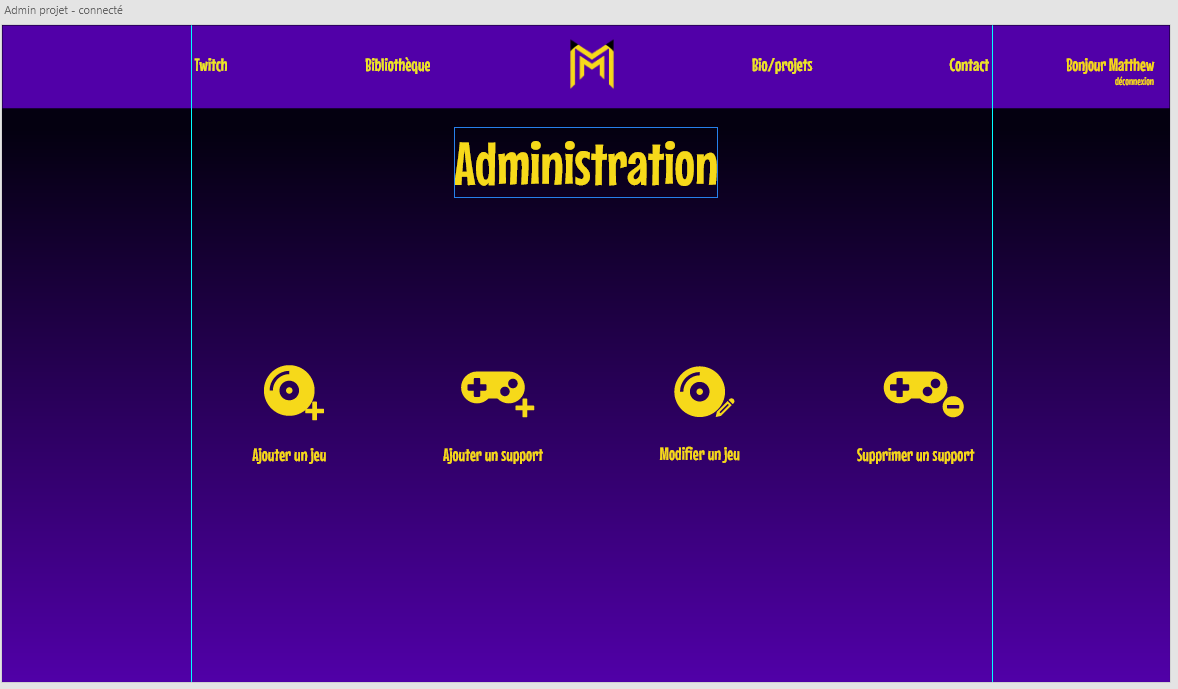 Admin projet - connecté
Twitch
Bibliothèque
Bio/projets
Contact
Bonjour Matthew
déconnexion
Administration
Ajouter un jeu
Ajouter un support
Modifier un jeu
Supprimer un support